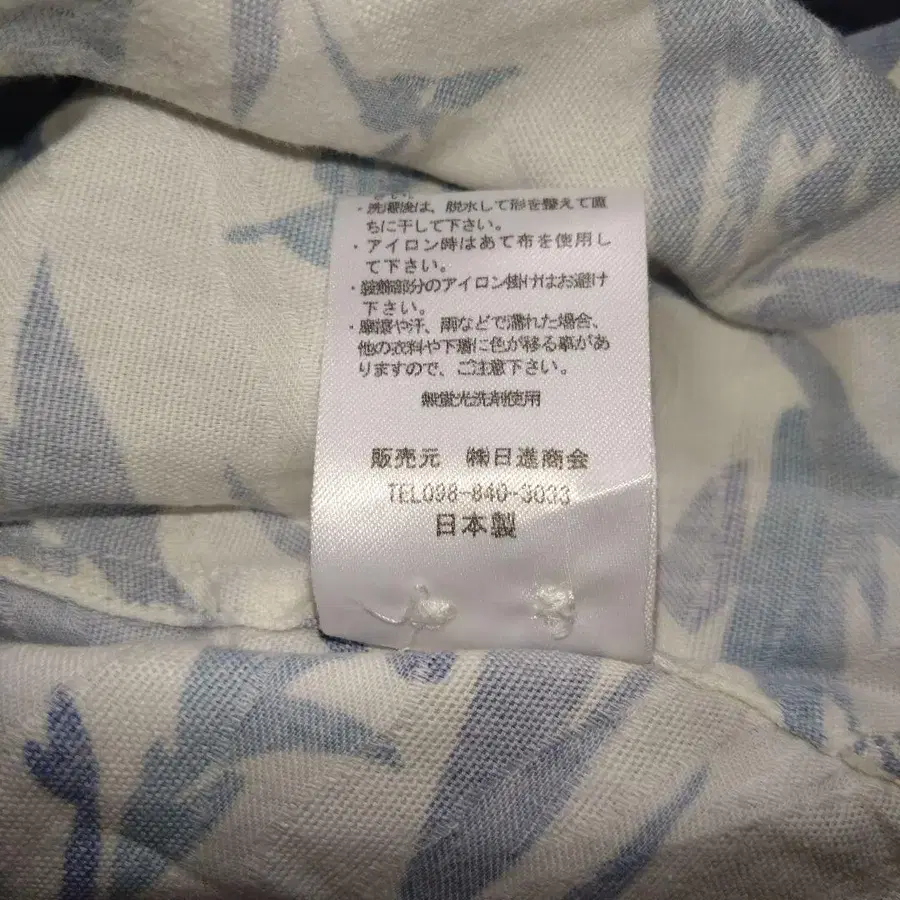 さい。
・洗濯後は、脱水して形を整えて直
ちに干して下さい。
・アイロン時はあて布を使用し
て下さい。
・装飾部分のアイロン掛けはお避け
下さい。
・摩擦や汗、雨などで濡れた場合、
他の衣料や下着に色が移る事があ
りますので、ご注意下さい。
無蛍光洗剤使用
販売元 ㈱日進商会
TEL098-840-3033
日本製